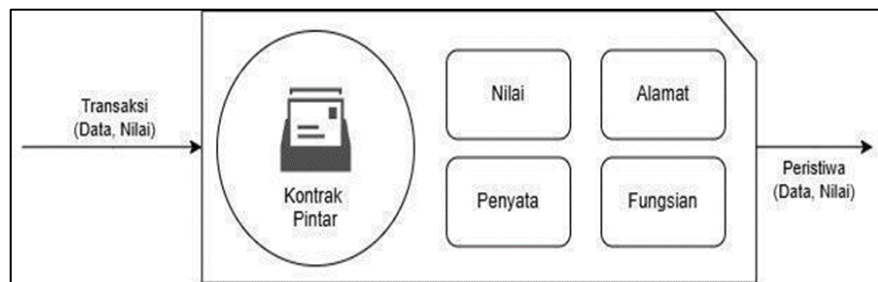 Transaksi
(Data, Nilai)
Kontrak
Pintar
Nilai
Alamat
Penyata
Fungsian
Peristiwa
(Data, Nilai)